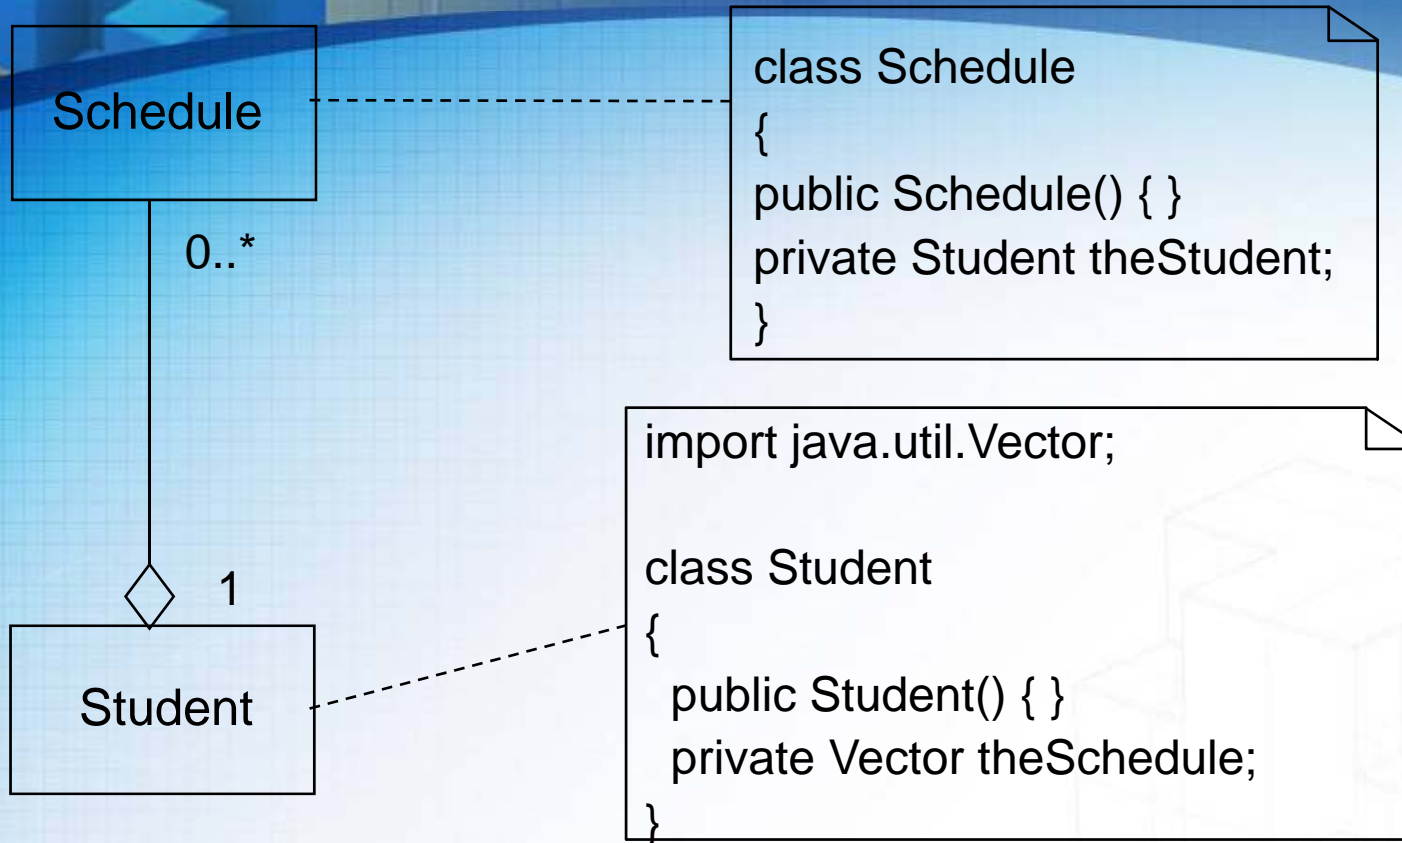 Schedule
0..*
1
Student
class Schedule
{
public Schedule() { }
private Student theStudent;
}
import java.util.Vector;
class Student
{
public Student() { }
private Vector theSchedule;
}